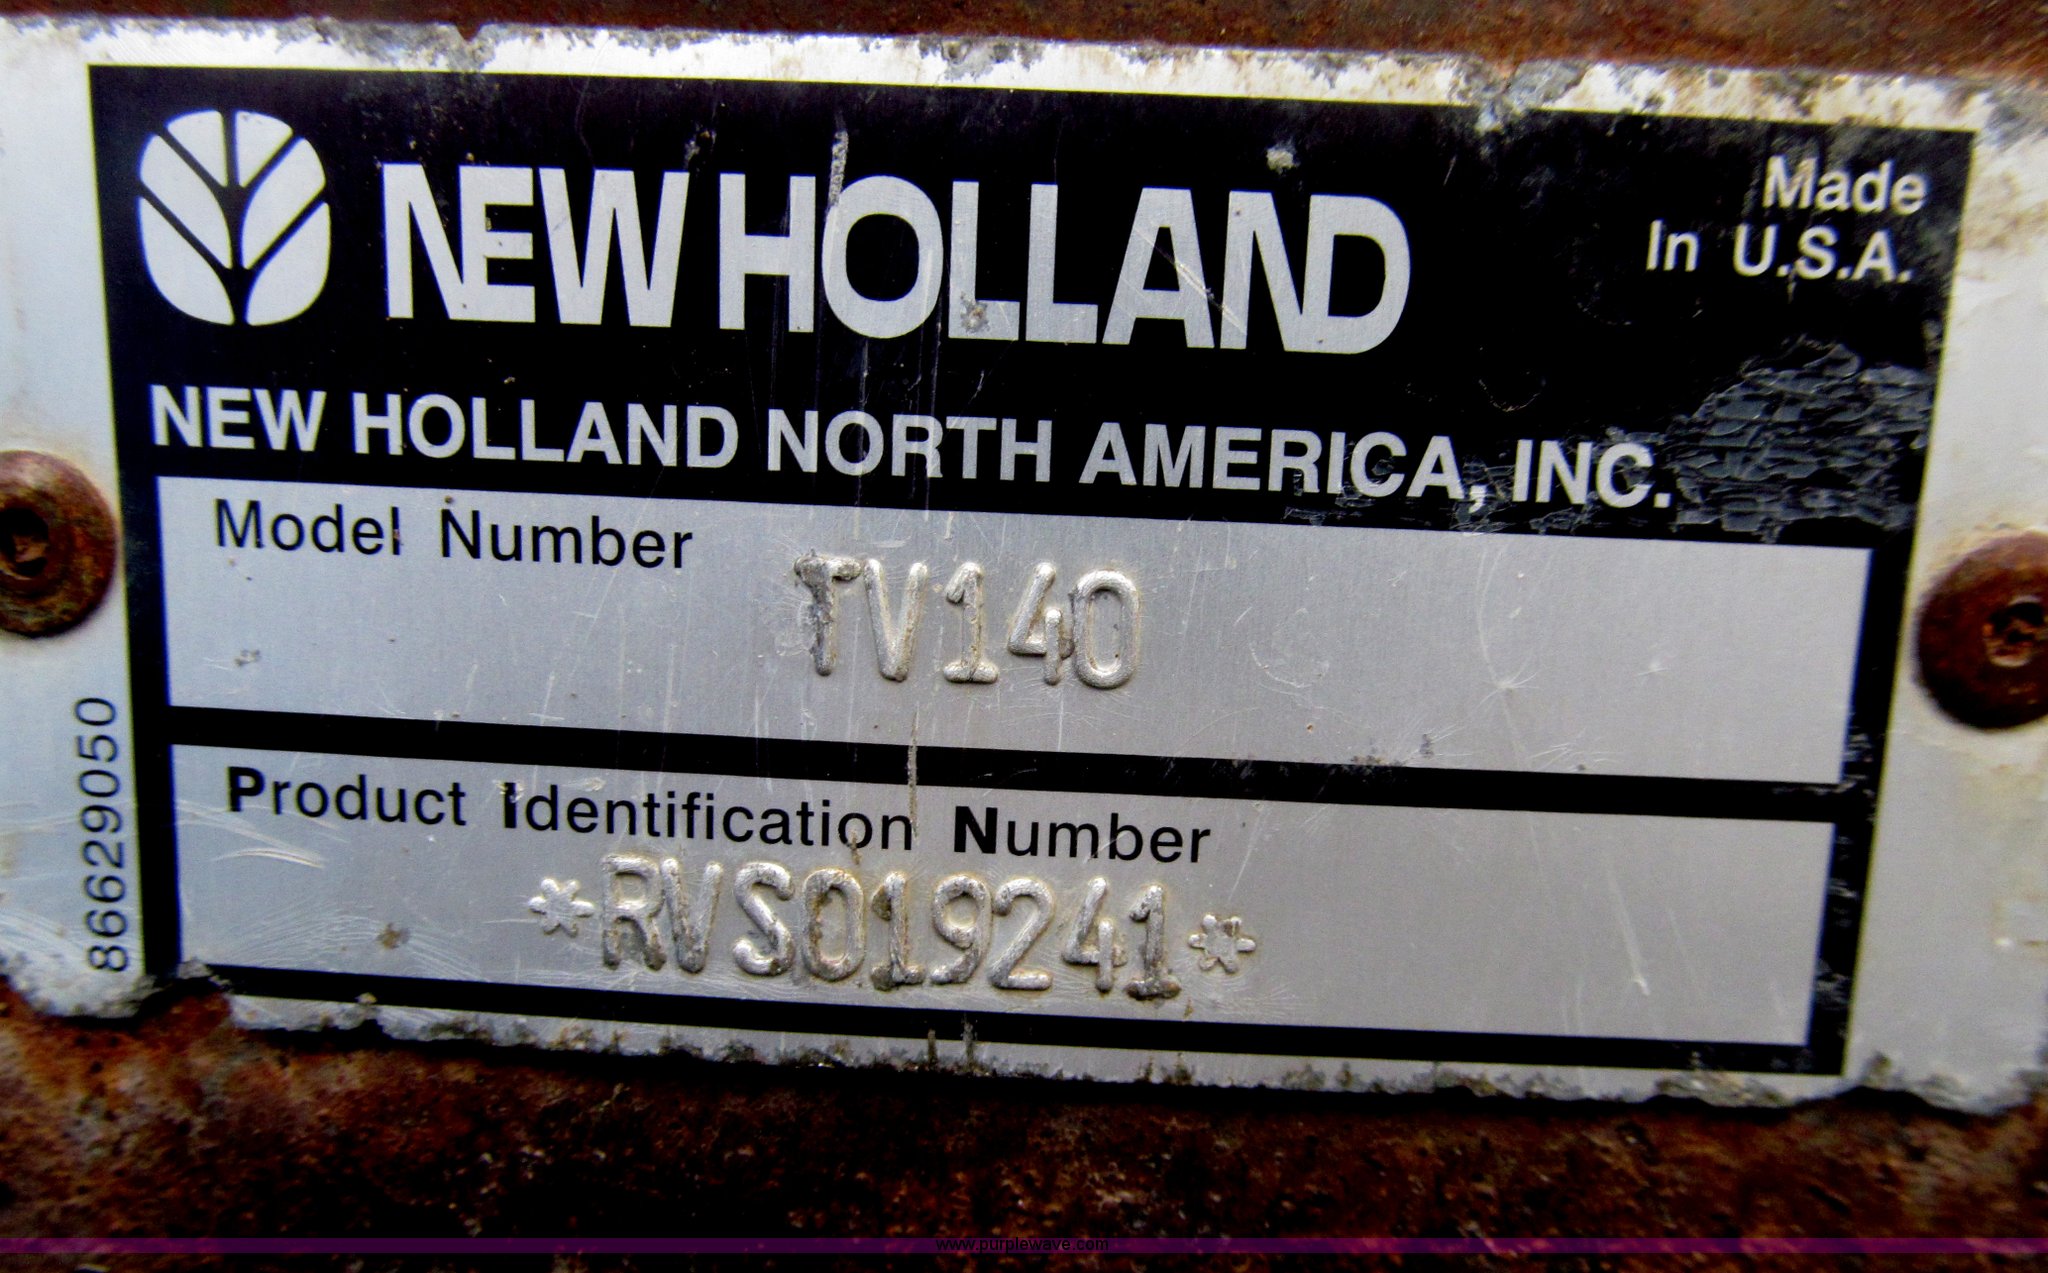 NEW HOLLAND
Made
In U.S.A.
NEW HOLLAND NORTH AMERICA, INC.
Model Number
TV140
Product Identification Number
*RVS019241*
86629050
www.purplewave.com